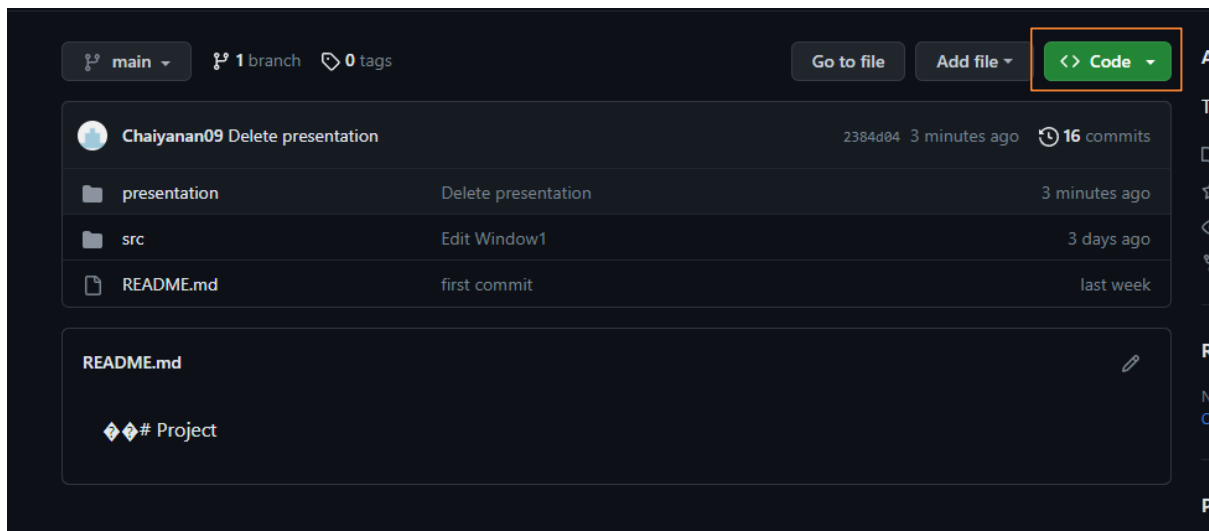 main 1 branch 0 tags Go to file Add file <> Code
Chaiyanan09 Delete presentation 2384d04 3 minutes ago 16 commits
presentation Delete presentation 3 minutes ago
src Edit Window1 3 days ago
README.md first commit last week
README.md
��# Project